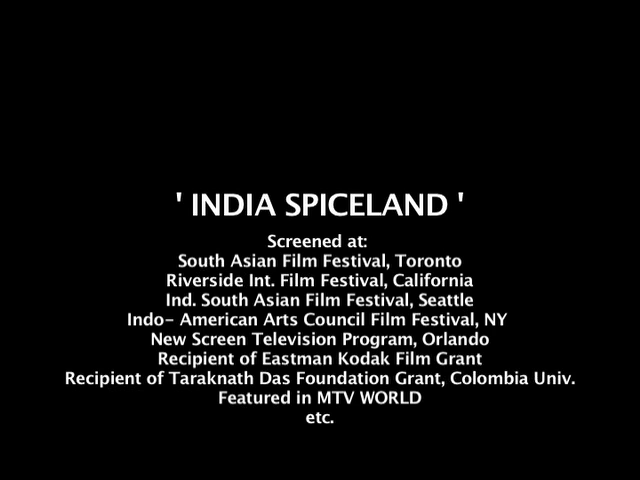 ' INDIA SPICELAND '
Screened at:
South Asian Film Festival, Toronto
Riverside Int. Film Festival, California
Ind. South Asian Film Festival, Seattle
Indo- American Arts Council Film Festival, NY
New Screen Television Program, Orlando
Recipient of Eastman Kodak Film Grant
Recipient of Taraknath Das Foundation Grant, Colombia Univ.
Featured in MTV WORLD
etc.